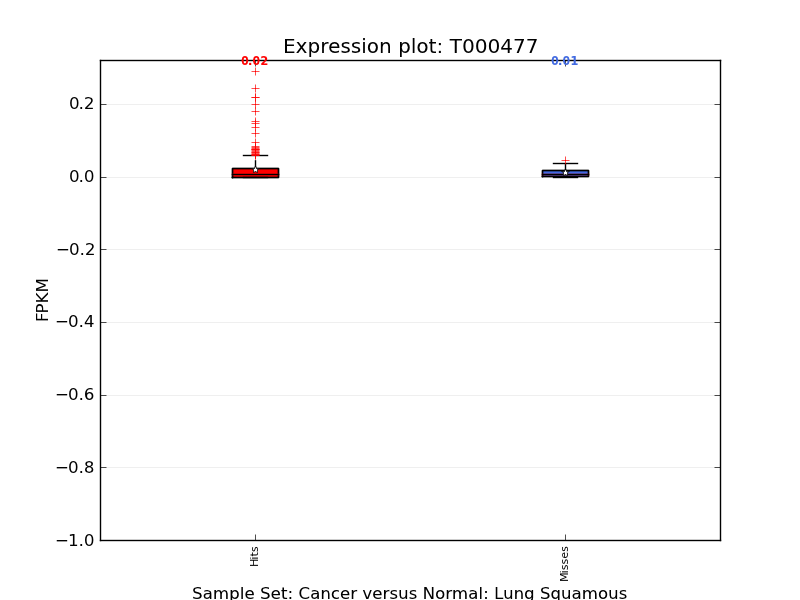 Expression plot: T000477
0.02
0.01
0.2
0.0
−0.2
−0.4
−0.6
−0.8
−1.0
FPKM
Hits
Misses
Sample Set: Cancer versus Normal: Lung Squamous